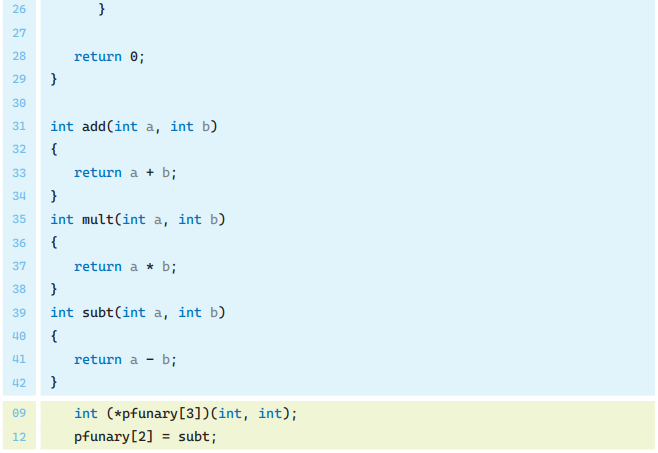 26       }
27
28    return 0;
29 }
30
31 int add(int a, int b)
32 {
33    return a + b;
34 }
35 int mult(int a, int b)
36 {
37    return a * b;
38 }
39 int subt(int a, int b)
40 {
41    return a − b;
42 }
09    int (*pfunary[3])(int, int);
12    pfunary[2] = subt;